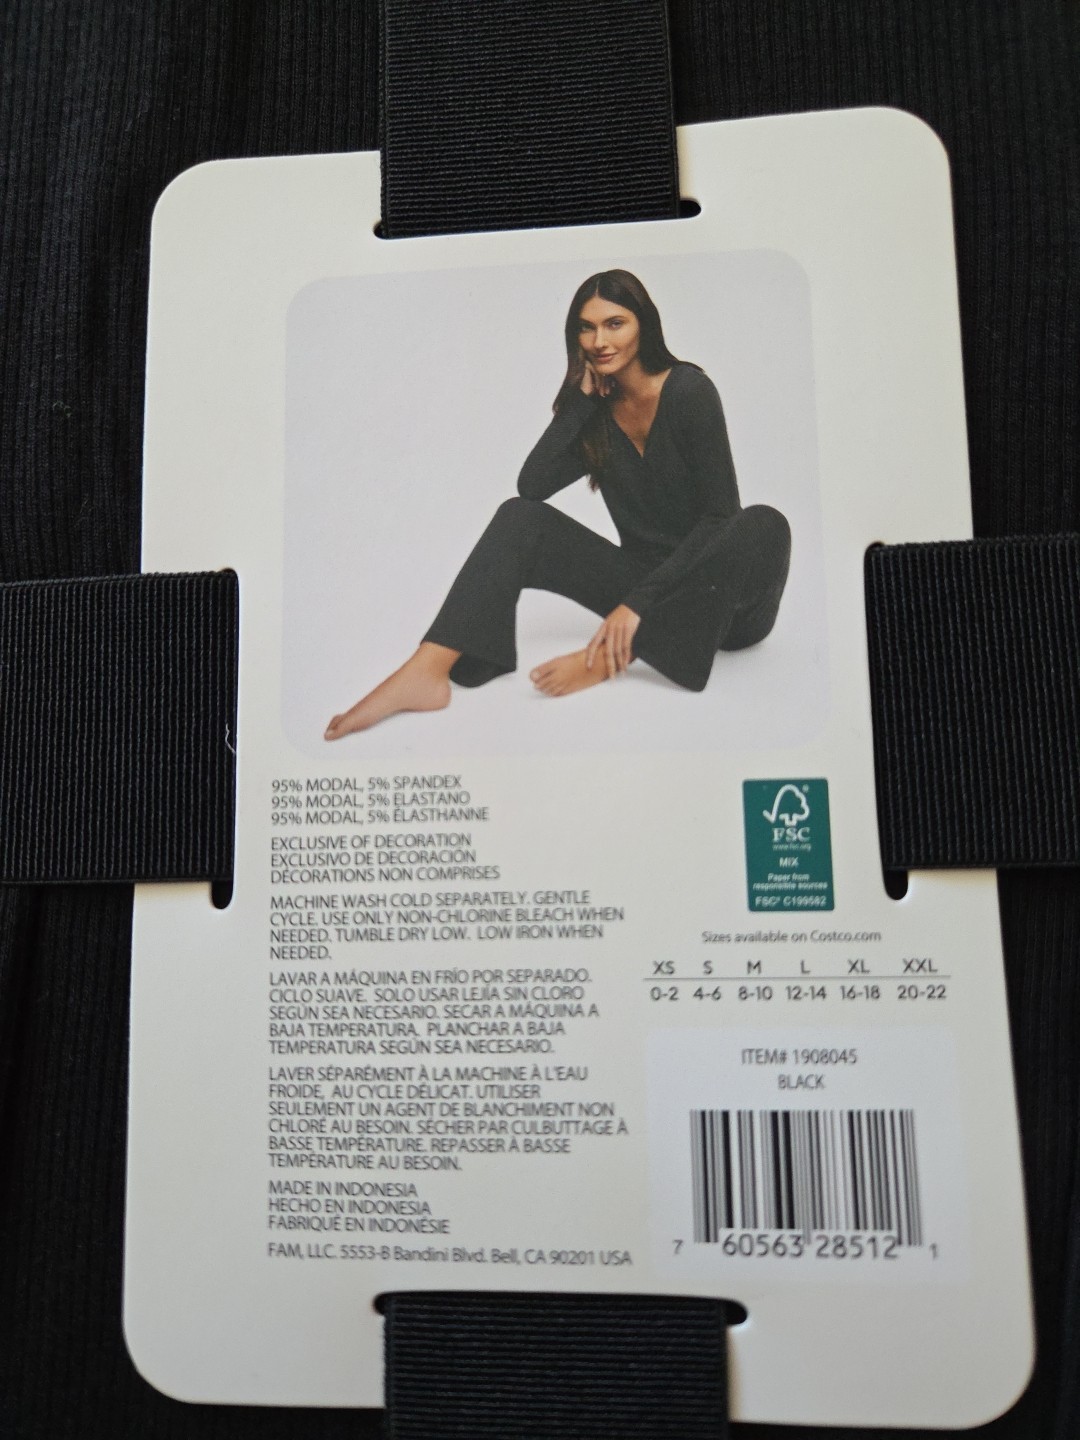 95% MODAL, 5% SPANDEX
95% MODAL, 5% ELASTANO
95% MODAL, 5% ÉLASTHANNE
EXCLUSIVE OF DECORATION
EXCLUSIVO DE DECORACIÓN
DÉCORATIONS NON COMPRISES
MACHINE WASH COLD SEPARATELY. GENTLE
CYCLE. USE ONLY NON-CHLORINE BLEACH WHEN
NEEDED. TUMBLE DRY LOW. LOW IRON WHEN
NEEDED.
LAVAR A MÁQUINA EN FRÍO POR SEPARADO.
CICLO SUAVE. SOLO USAR LEJÍA SIN CLORO
SEGÚN SEA NECESARIO. SECAR A MÁQUINA A
BAJA TEMPERATURA. PLANCHAR A BAJA
TEMPERATURA SEGÚN SEA NECESARIO.
LAVER SÉPARÉMENT À LA MACHINE À L'EAU
FROIDE, AU CYCLE DÉLICAT. UTILISER
SEULEMENT UN AGENT DE BLANCHIMENT NON
CHLORÉ AU BESOIN. SÉCHER PAR CULBUTTAGE À
BASSE TEMPÉRATURE. REPASSER À BASSE
TEMPÉRATURE AU BESOIN.
MADE IN INDONESIA
HECHO EN INDONESIA
FABRIQUÉ EN INDONÉSIE
FAM, LLC. 5553-B Bandini Blvd. Bell, CA 90201 USA
FSC
www.fsc.org
MIX
Paper from
responsible sources
FSC® C199582
Sizes available on Costco.com
XS S M L XL XXL
0-2 4-6 8-10 12-14 16-18 20-22
ITEM# 1908045
BLACK
7 60563 28512 1